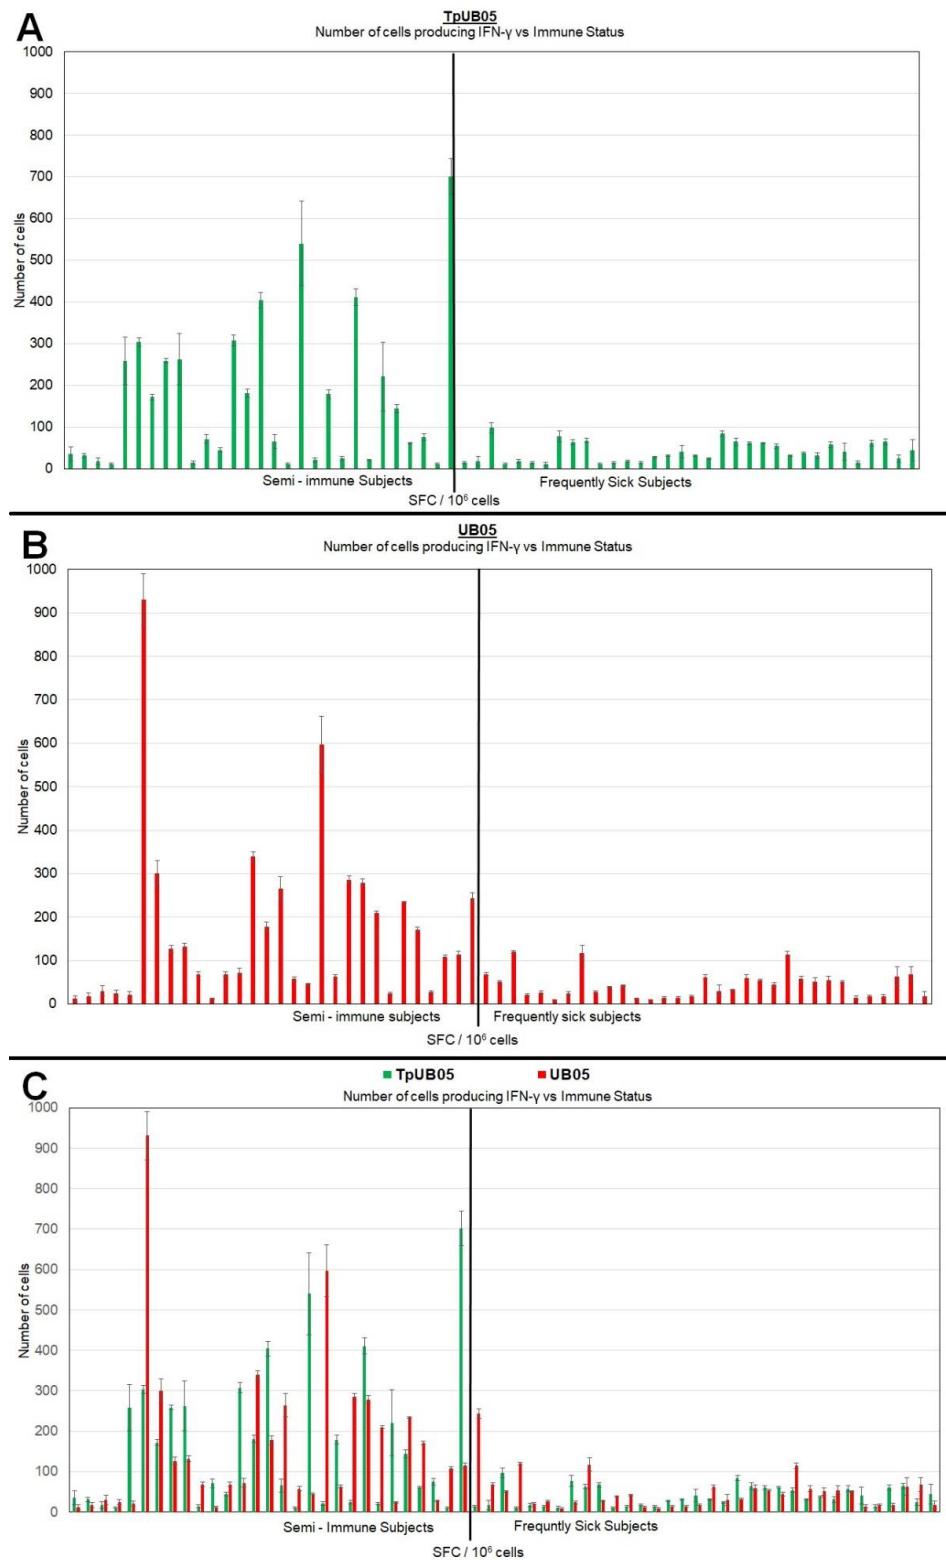 A
TpUB05
Number of cells producing IFN-γ vs Immune Status
1000
900
800
700
600
500
400
300
200
100
0
Number of cells
Semi - immune Subjects
Frequently Sick Subjects
SFC / 10⁶ cells
B
UB05
Number of cells producing IFN-γ vs Immune Status
1000
900
800
700
600
500
400
300
200
100
0
Number of cells
Semi - immune subjects
Frequently sick subjects
SFC / 10⁶ cells
C
TpUB05 UB05
Number of cells producing IFN-γ vs Immune Status
1000
900
800
700
600
500
400
300
200
100
0
Number of cells
Semi - Immune Subjects
Frequntly Sick Subjects
SFC / 10⁶ cells